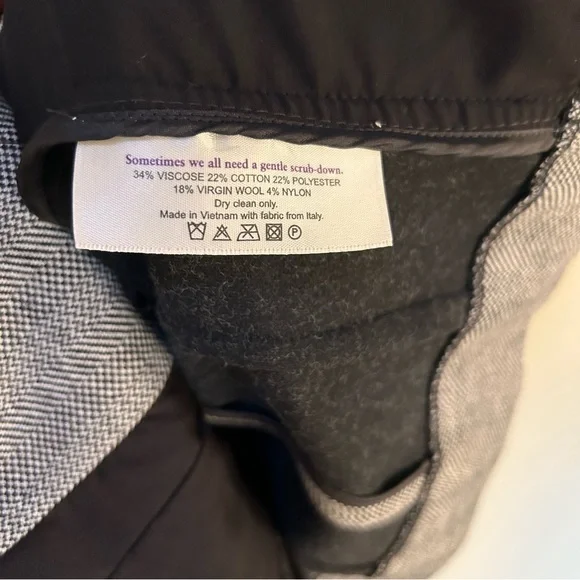 Sometimes we all need a gentle scrub-down.
34% VISCOSE 22% COTTON 22% POLYESTER
18% VIRGIN WOOL 4% NYLON
Dry clean only.
Made in Vietnam with fabric from Italy.
P